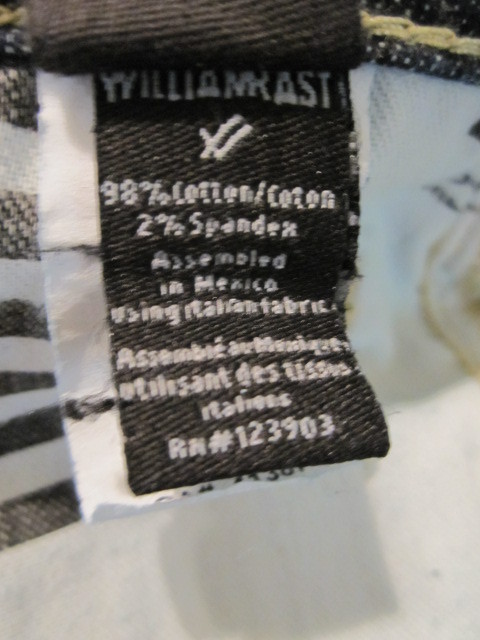 WILLIAMRAST
98% Cotton/Coton
2% Spandex
Assembled
in Mexico
using italian fabric.
Assemblé au Mexique
utilisant des tissus
italiens
RN#123903